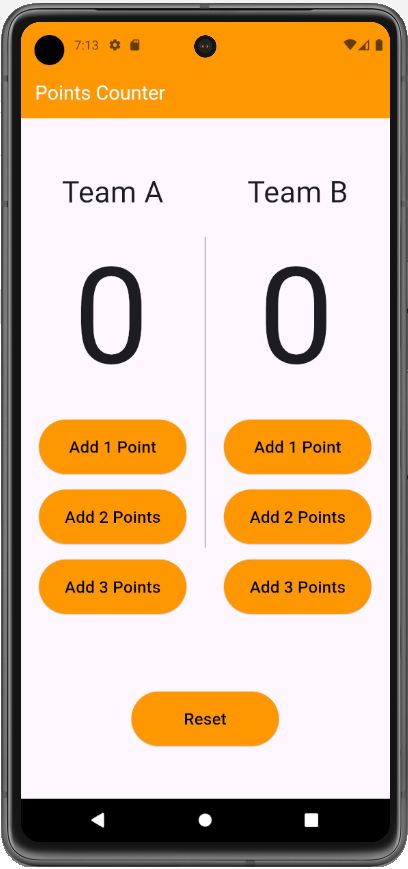 7:13
Points Counter
Team A
Team B
0
0
Add 1 Point
Add 1 Point
Add 2 Points
Add 2 Points
Add 3 Points
Add 3 Points
Reset